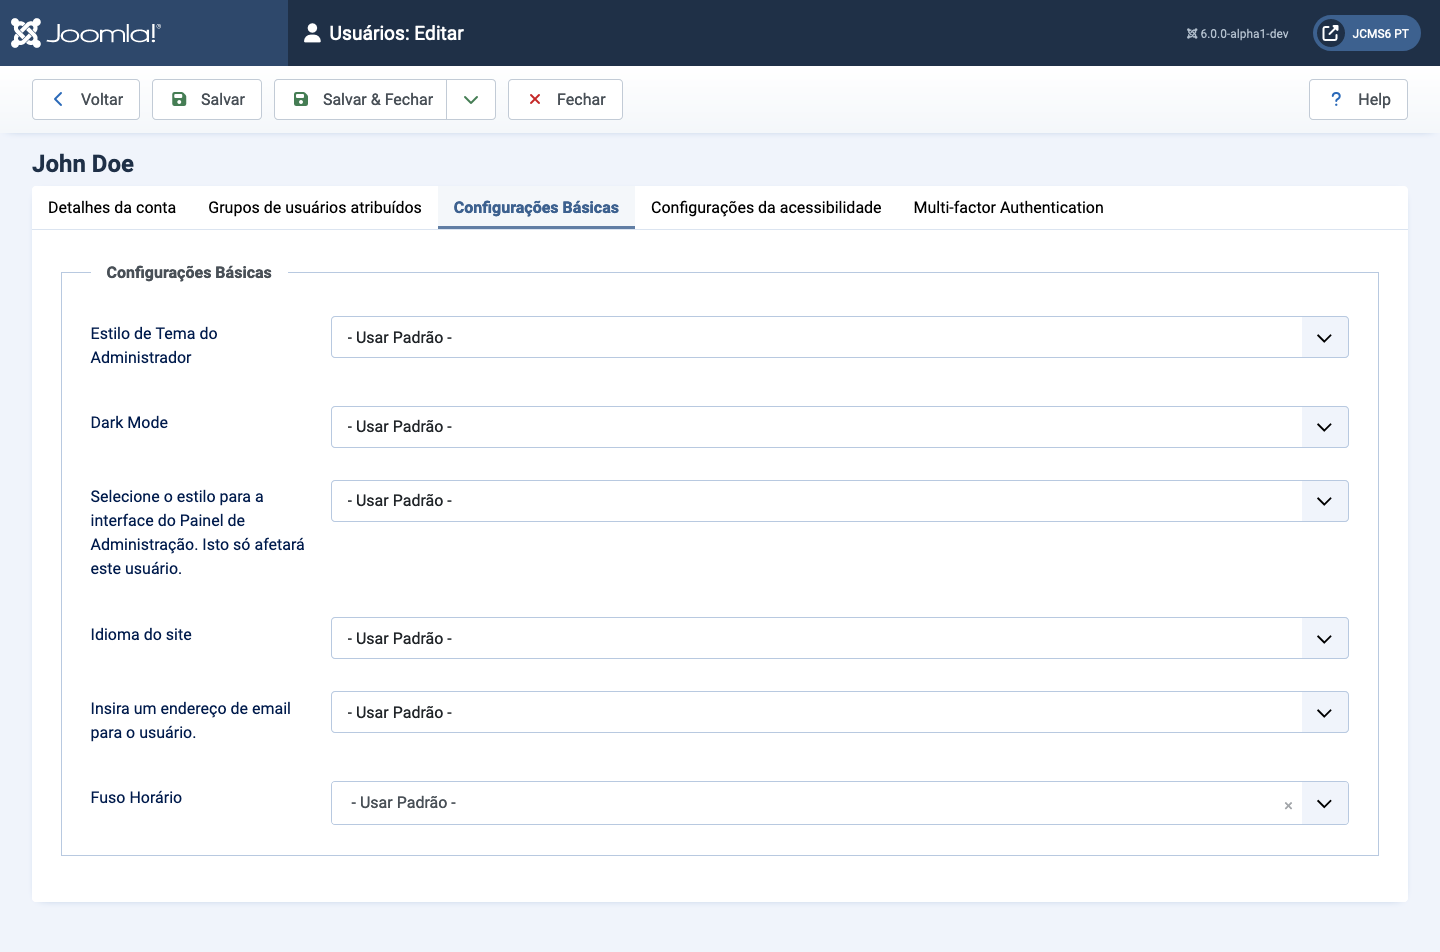 Joomla!®
Usuários: Editar
6.0.0-alpha1-dev
JCMS6 PT
Voltar
Salvar
Salvar & Fechar
Fechar
? Help
John Doe
Detalhes da conta
Grupos de usuários atribuídos
Configurações Básicas
Configurações da acessibilidade
Multi-factor Authentication
Configurações Básicas
Estilo de Tema do
Administrador
- Usar Padrão -
Dark Mode
- Usar Padrão -
Selecione o estilo para a
interface do Painel de
Administração. Isto só afetará
este usuário.
- Usar Padrão -
Idioma do site
- Usar Padrão -
Insira um endereço de email
para o usuário.
- Usar Padrão -
Fuso Horário
- Usar Padrão -
×